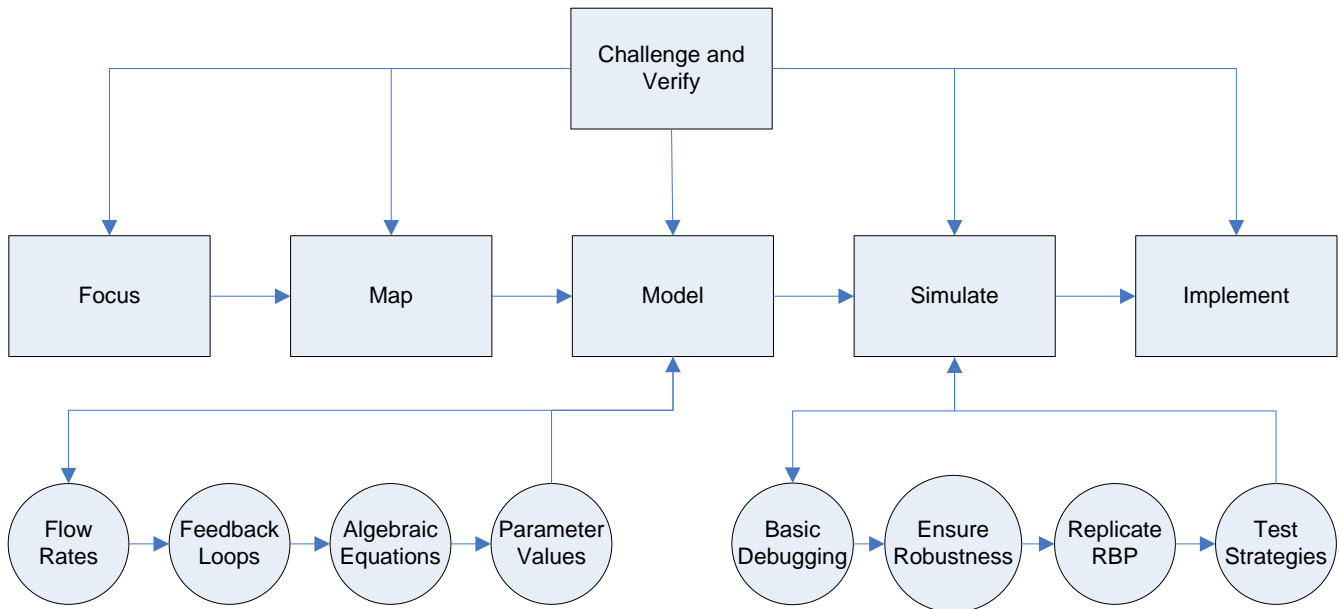 Challenge and
Verify
Focus
Map
Model
Simulate
Implement
Flow
Rates
Feedback
Loops
Algebraic
Equations
Parameter
Values
Basic
Debugging
Ensure
Robustness
Replicate
RBP
Test
Strategies